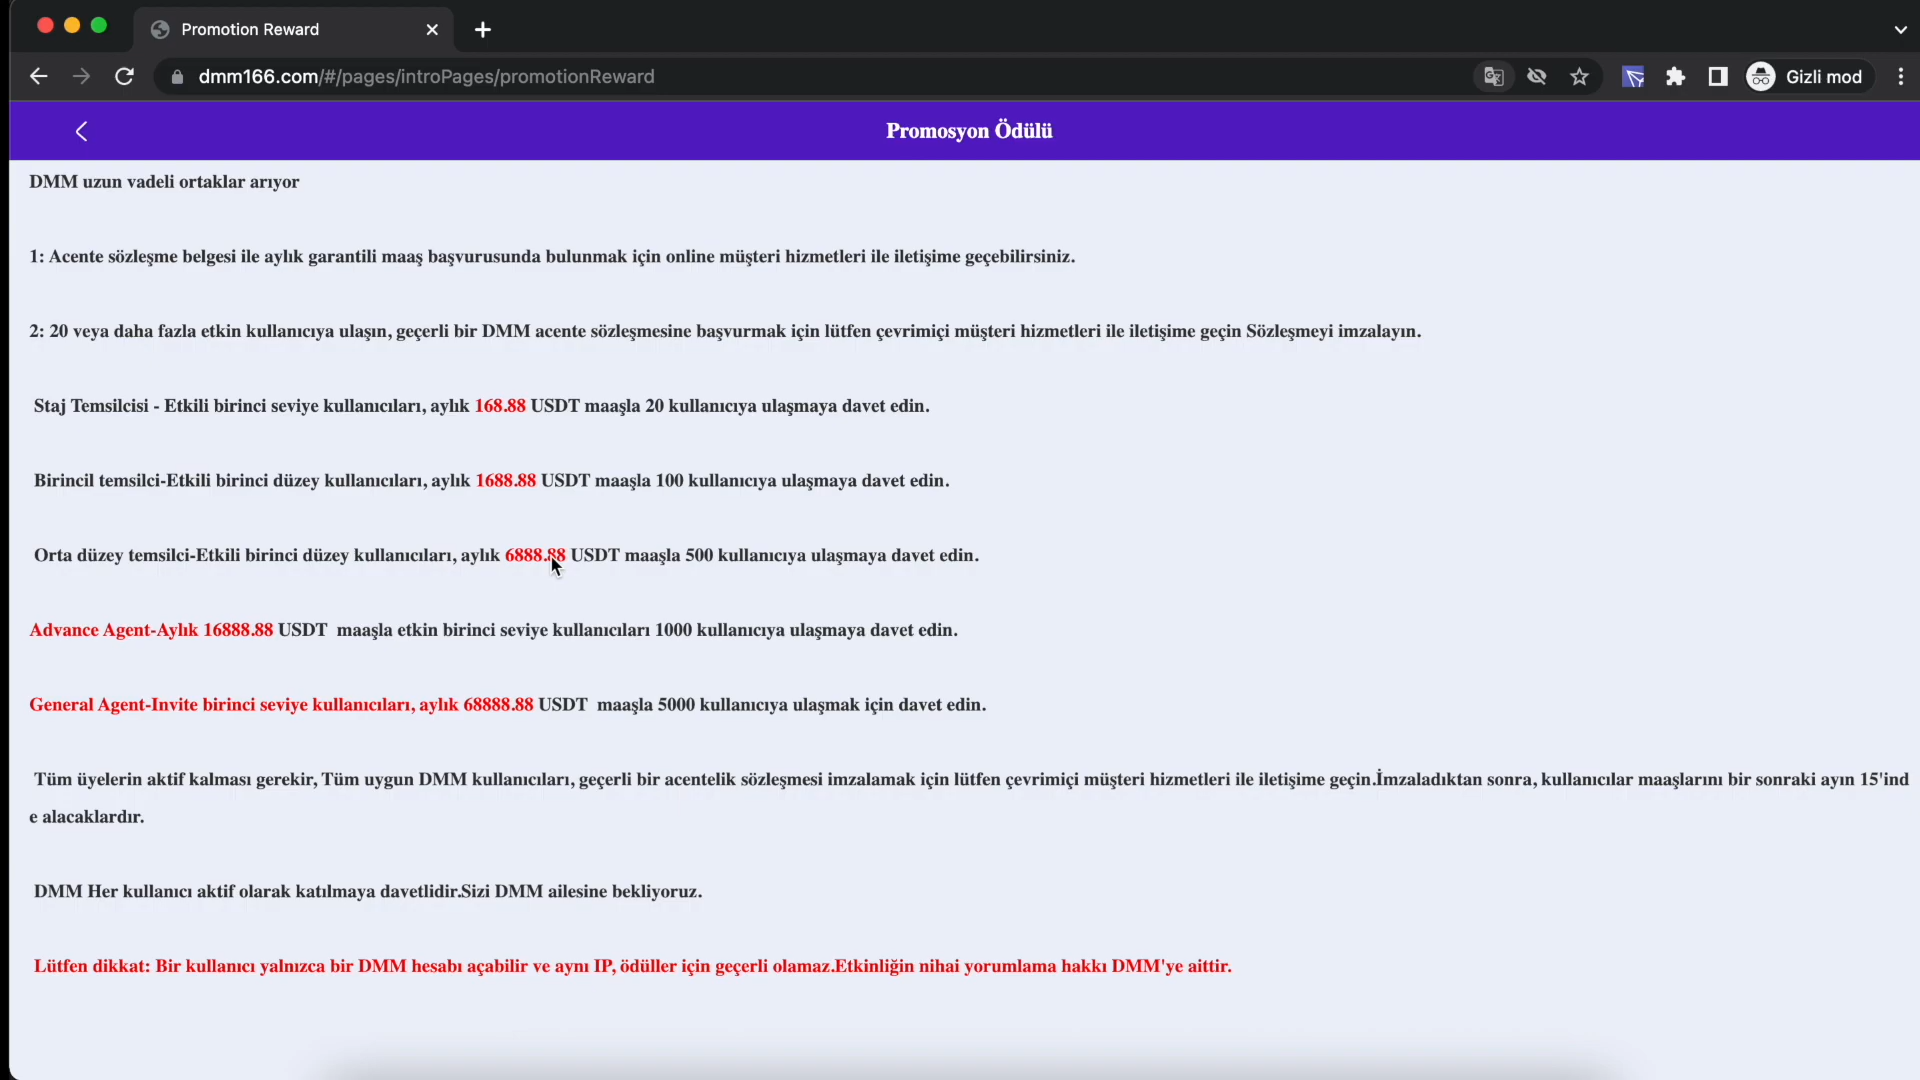 Promotion Reward
dmm166.com/#/pages/introPages/promotionReward
Gizli mod
Promosyon Ödülü
DMM uzun vadeli ortaklar arıyor
1: Acente sözleşme belgesi ile aylık garantili maaş başvurusunda bulunmak için online müşteri hizmetleri ile iletişime geçebilirsiniz.
2: 20 veya daha fazla etkin kullanıcıya ulaşın, geçerli bir DMM acente sözleşmesine başvurmak için lütfen çevrimiçi müşteri hizmetleri ile iletişime geçin Sözleşmeyi imzalayın.
Staj Temsilcisi - Etkili birinci seviye kullanıcıları, aylık 168.88 USDT maaşla 20 kullanıcıya ulaşmaya davet edin.
Birincil temsilci-Etkili birinci düzey kullanıcıları, aylık 1688.88 USDT maaşla 100 kullanıcıya ulaşmaya davet edin.
Orta düzey temsilci-Etkili birinci düzey kullanıcıları, aylık 6888.88 USDT maaşla 500 kullanıcıya ulaşmaya davet edin.
Advance Agent-Aylık 16888.88 USDT maaşla etkin birinci seviye kullanıcıları 1000 kullanıcıya ulaşmaya davet edin.
General Agent-Invite birinci seviye kullanıcıları, aylık 68888.88 USDT maaşla 5000 kullanıcıya ulaşmak için davet edin.
Tüm üyelerin aktif kalması gerekir, Tüm uygun DMM kullanıcıları, geçerli bir acentelik sözleşmesi imzalamak için lütfen çevrimiçi müşteri hizmetleri ile iletişime geçin.İmzaladıktan sonra, kullanıcılar maaşlarını bir sonraki ayın 15'ind
e alacaklardır.
DMM Her kullanıcı aktif olarak katılmaya davetlidir.Sizi DMM ailesine bekliyoruz.
Lütfen dikkat: Bir kullanıcı yalnızca bir DMM hesabı açabilir ve aynı IP, ödüller için geçerli olamaz.Etkinliğin nihai yorumlama hakkı DMM'ye aittir.